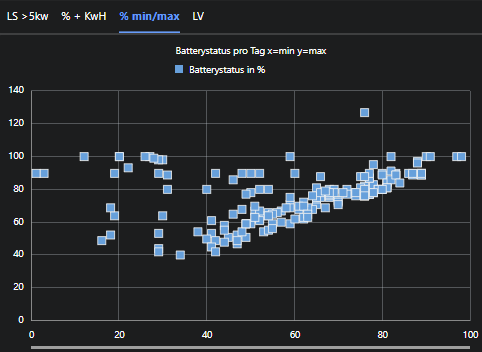 LS >5kw % + KwH % min/max LV
Batterystatus pro Tag x=min y=max
Batterystatus in %
140
120
100
80
60
40
20
0
0 20 40 60 80 100